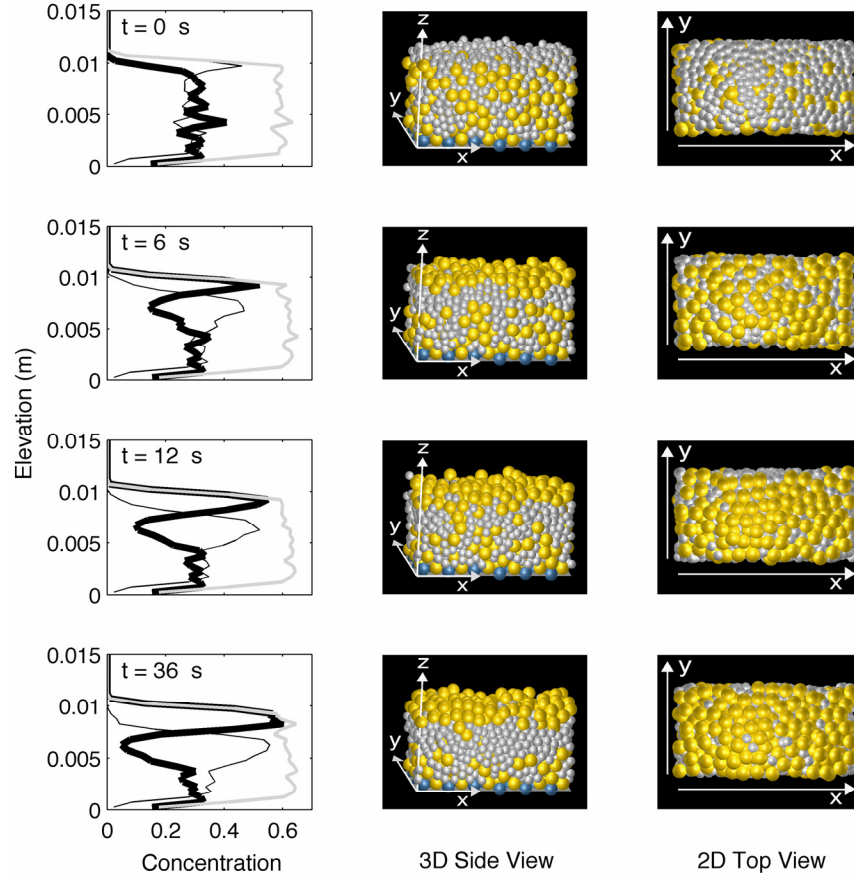 0.015
t = 0 s
0.01
0.005
0
z
y
x
y
x
0.015
t = 6 s
0.01
0.005
0
z
y
x
y
x
Elevation (m)
0.015
t = 12 s
0.01
0.005
0
z
y
x
y
x
0.015
t = 36 s
0.01
0.005
0
0 0.2 0.4 0.6
z
y
x
y
x
Concentration
3D Side View
2D Top View